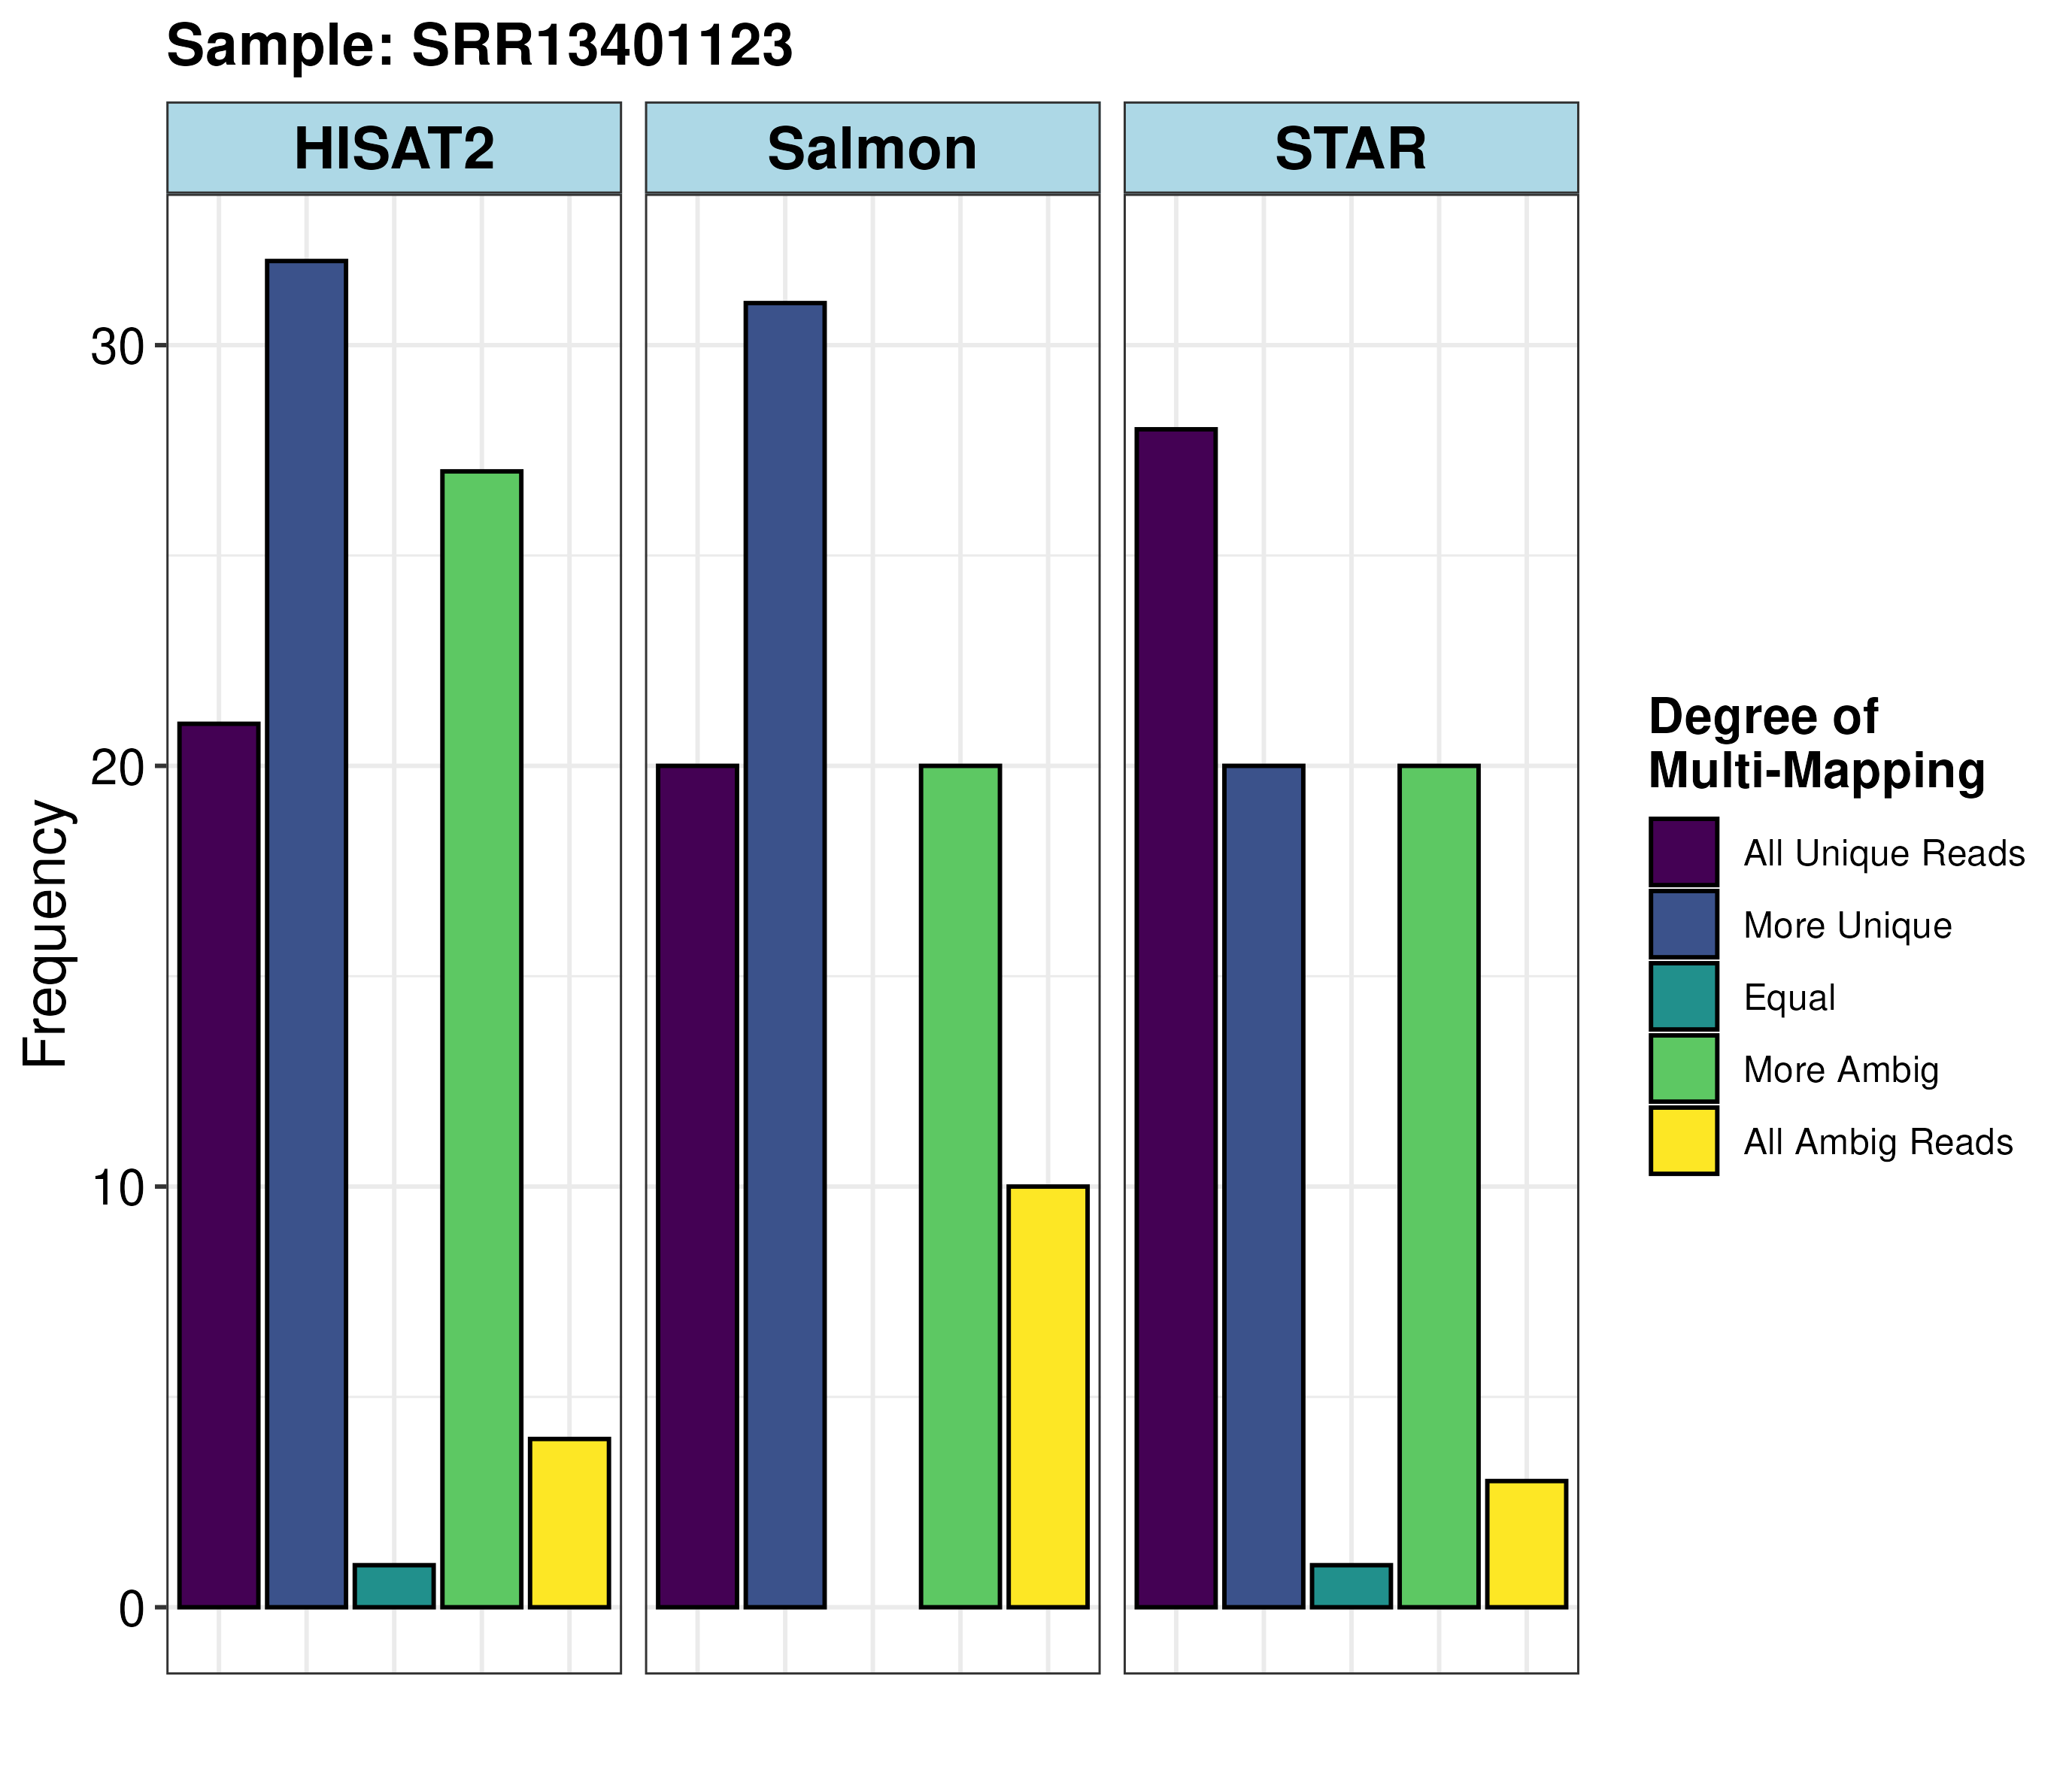 Sample: SRR13401123
HISAT2
Salmon
STAR
30
20
10
0
Frequency
Degree of
Multi-Mapping
All Unique Reads
More Unique
Equal
More Ambig
All Ambig Reads